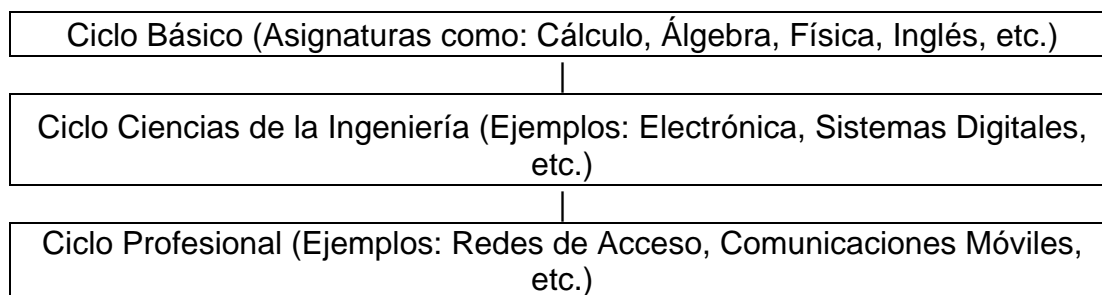 Ciclo Básico (Asignaturas como: Cálculo, Álgebra, Física, Inglés, etc.)
|
Ciclo Ciencias de la Ingeniería (Ejemplos: Electrónica, Sistemas Digitales,
etc.)
|
Ciclo Profesional (Ejemplos: Redes de Acceso, Comunicaciones Móviles,
etc.)